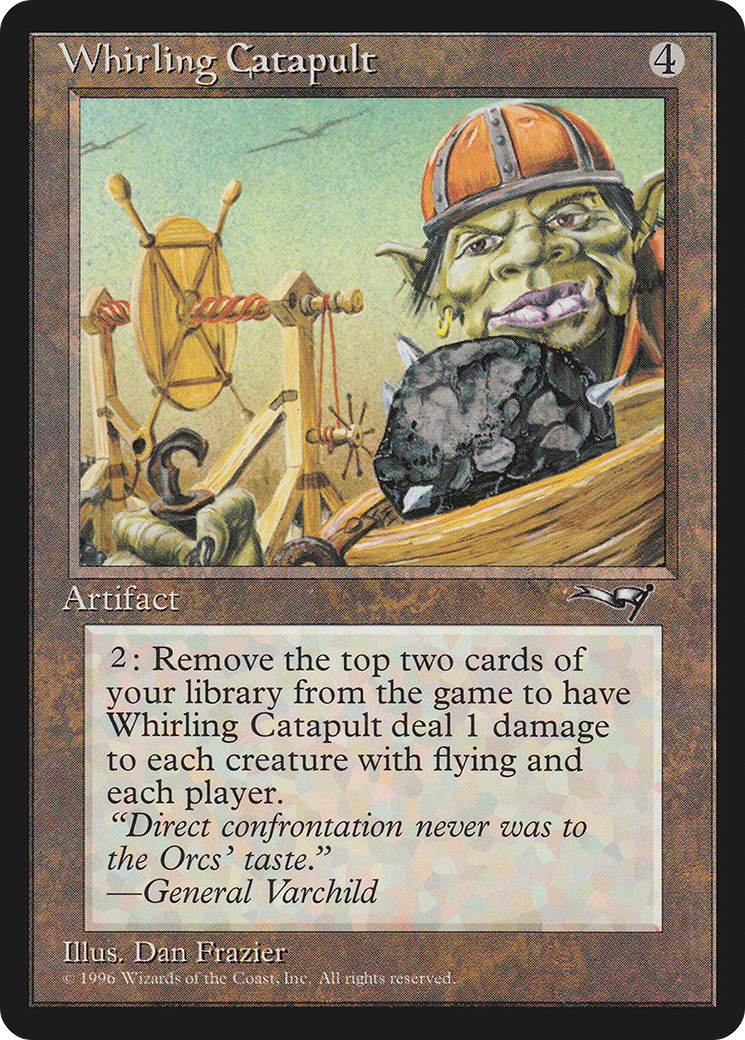 Whirling Catapult
4
Artifact
2: Remove the top two cards of
your library from the game to have
Whirling Catapult deal 1 damage
to each creature with flying and
each player.
“Direct confrontation never was to
the Orcs’ taste.”
—General Varchild
Illus. Dan Frazier
© 1996 Wizards of the Coast, Inc. All rights reserved.